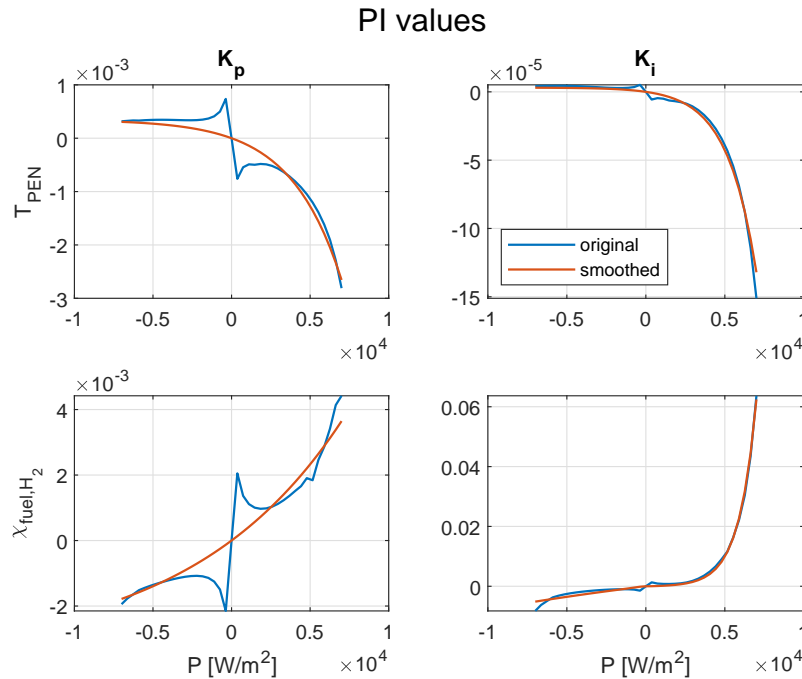 PI values
K_p
K_i
×10^-3
×10^-5
T_PEN
1
0
-1
-2
-3
0
-5
-10
-15
original
smoothed
-1 -0.5 0 0.5 1
×10^4
-1 -0.5 0 0.5 1
×10^4
×10^-3
χ_fuel,H_2
4
2
0
-2
0.06
0.04
0.02
0
-1 -0.5 0 0.5 1
P [W/m^2] ×10^4
-1 -0.5 0 0.5 1
P [W/m^2] ×10^4